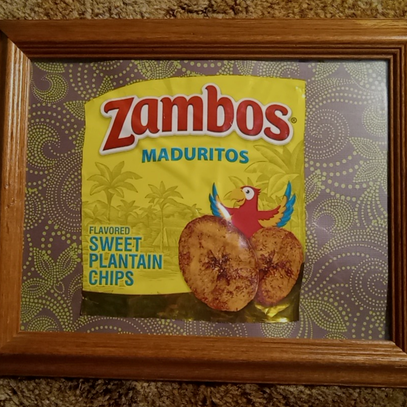 Zambos®
MADURITOS
FLAVORED
SWEET
PLANTAIN
CHIPS